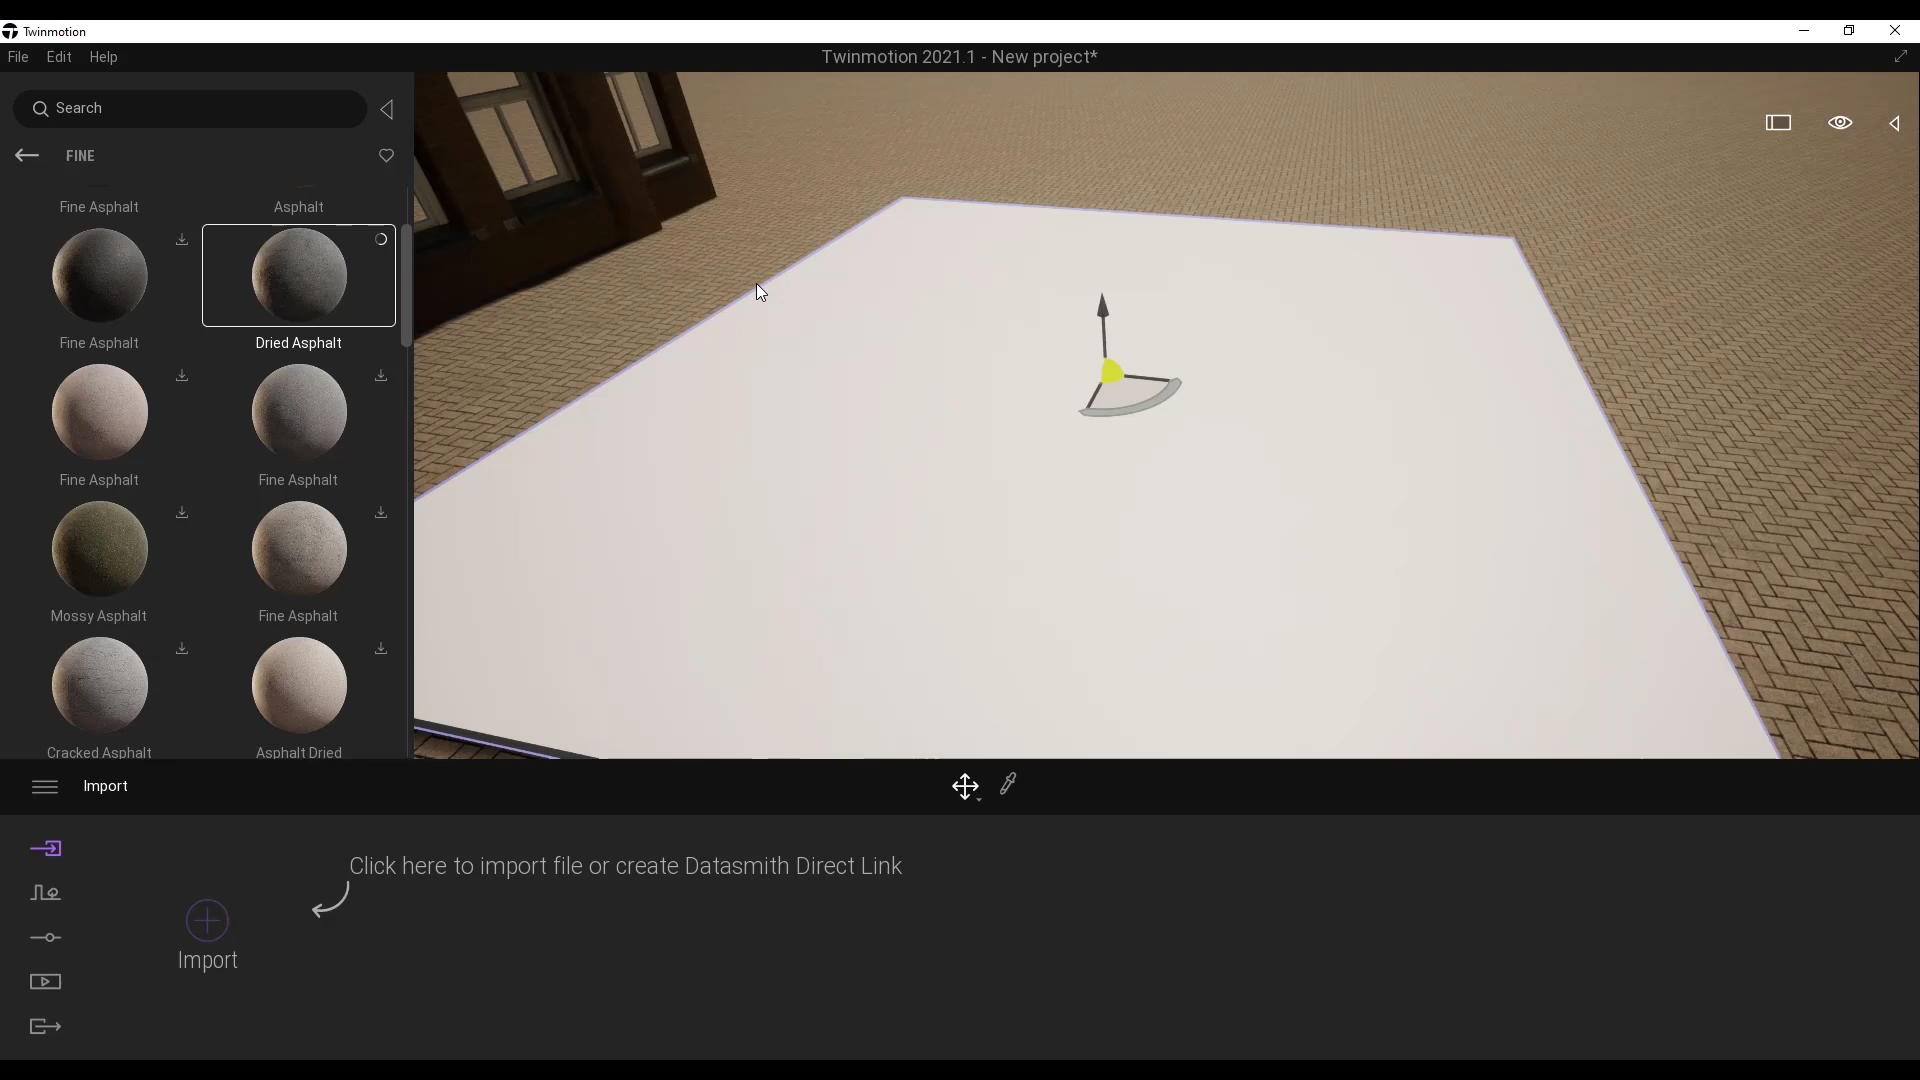 Twinmotion
File Edit Help
Twinmotion 2021.1 - New project*
Search
FINE
Fine Asphalt
Asphalt
Fine Asphalt
Dried Asphalt
Fine Asphalt
Fine Asphalt
Mossy Asphalt
Fine Asphalt
Cracked Asphalt
Asphalt Dried
Import
Click here to import file or create Datasmith Direct Link
Import